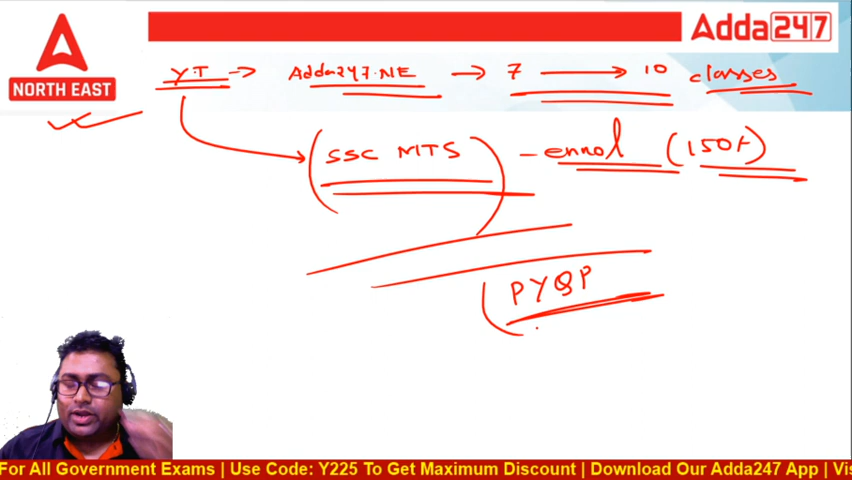 Adda247
NORTH EAST
YT → Adda247.NE → 7 → 10 classes
(SSC MTS) - enrol (150+)
PYQP
For All Government Exams | Use Code: Y225 To Get Maximum Discount | Download Our Adda247 App | Vis